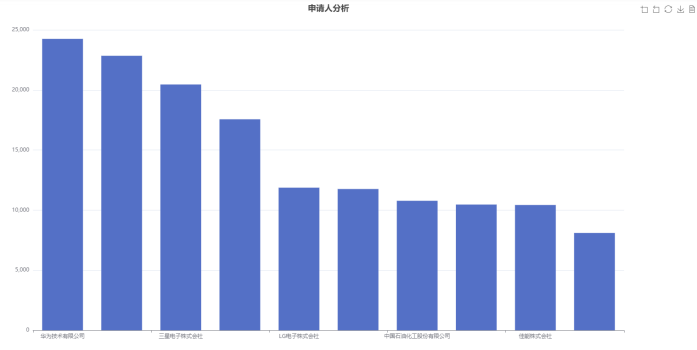 申请人分析
25,000
20,000
15,000
10,000
5,000
0
华为技术有限公司
三星电子株式会社
LG电子株式会社
中国石油化工股份有限公司
佳能株式会社